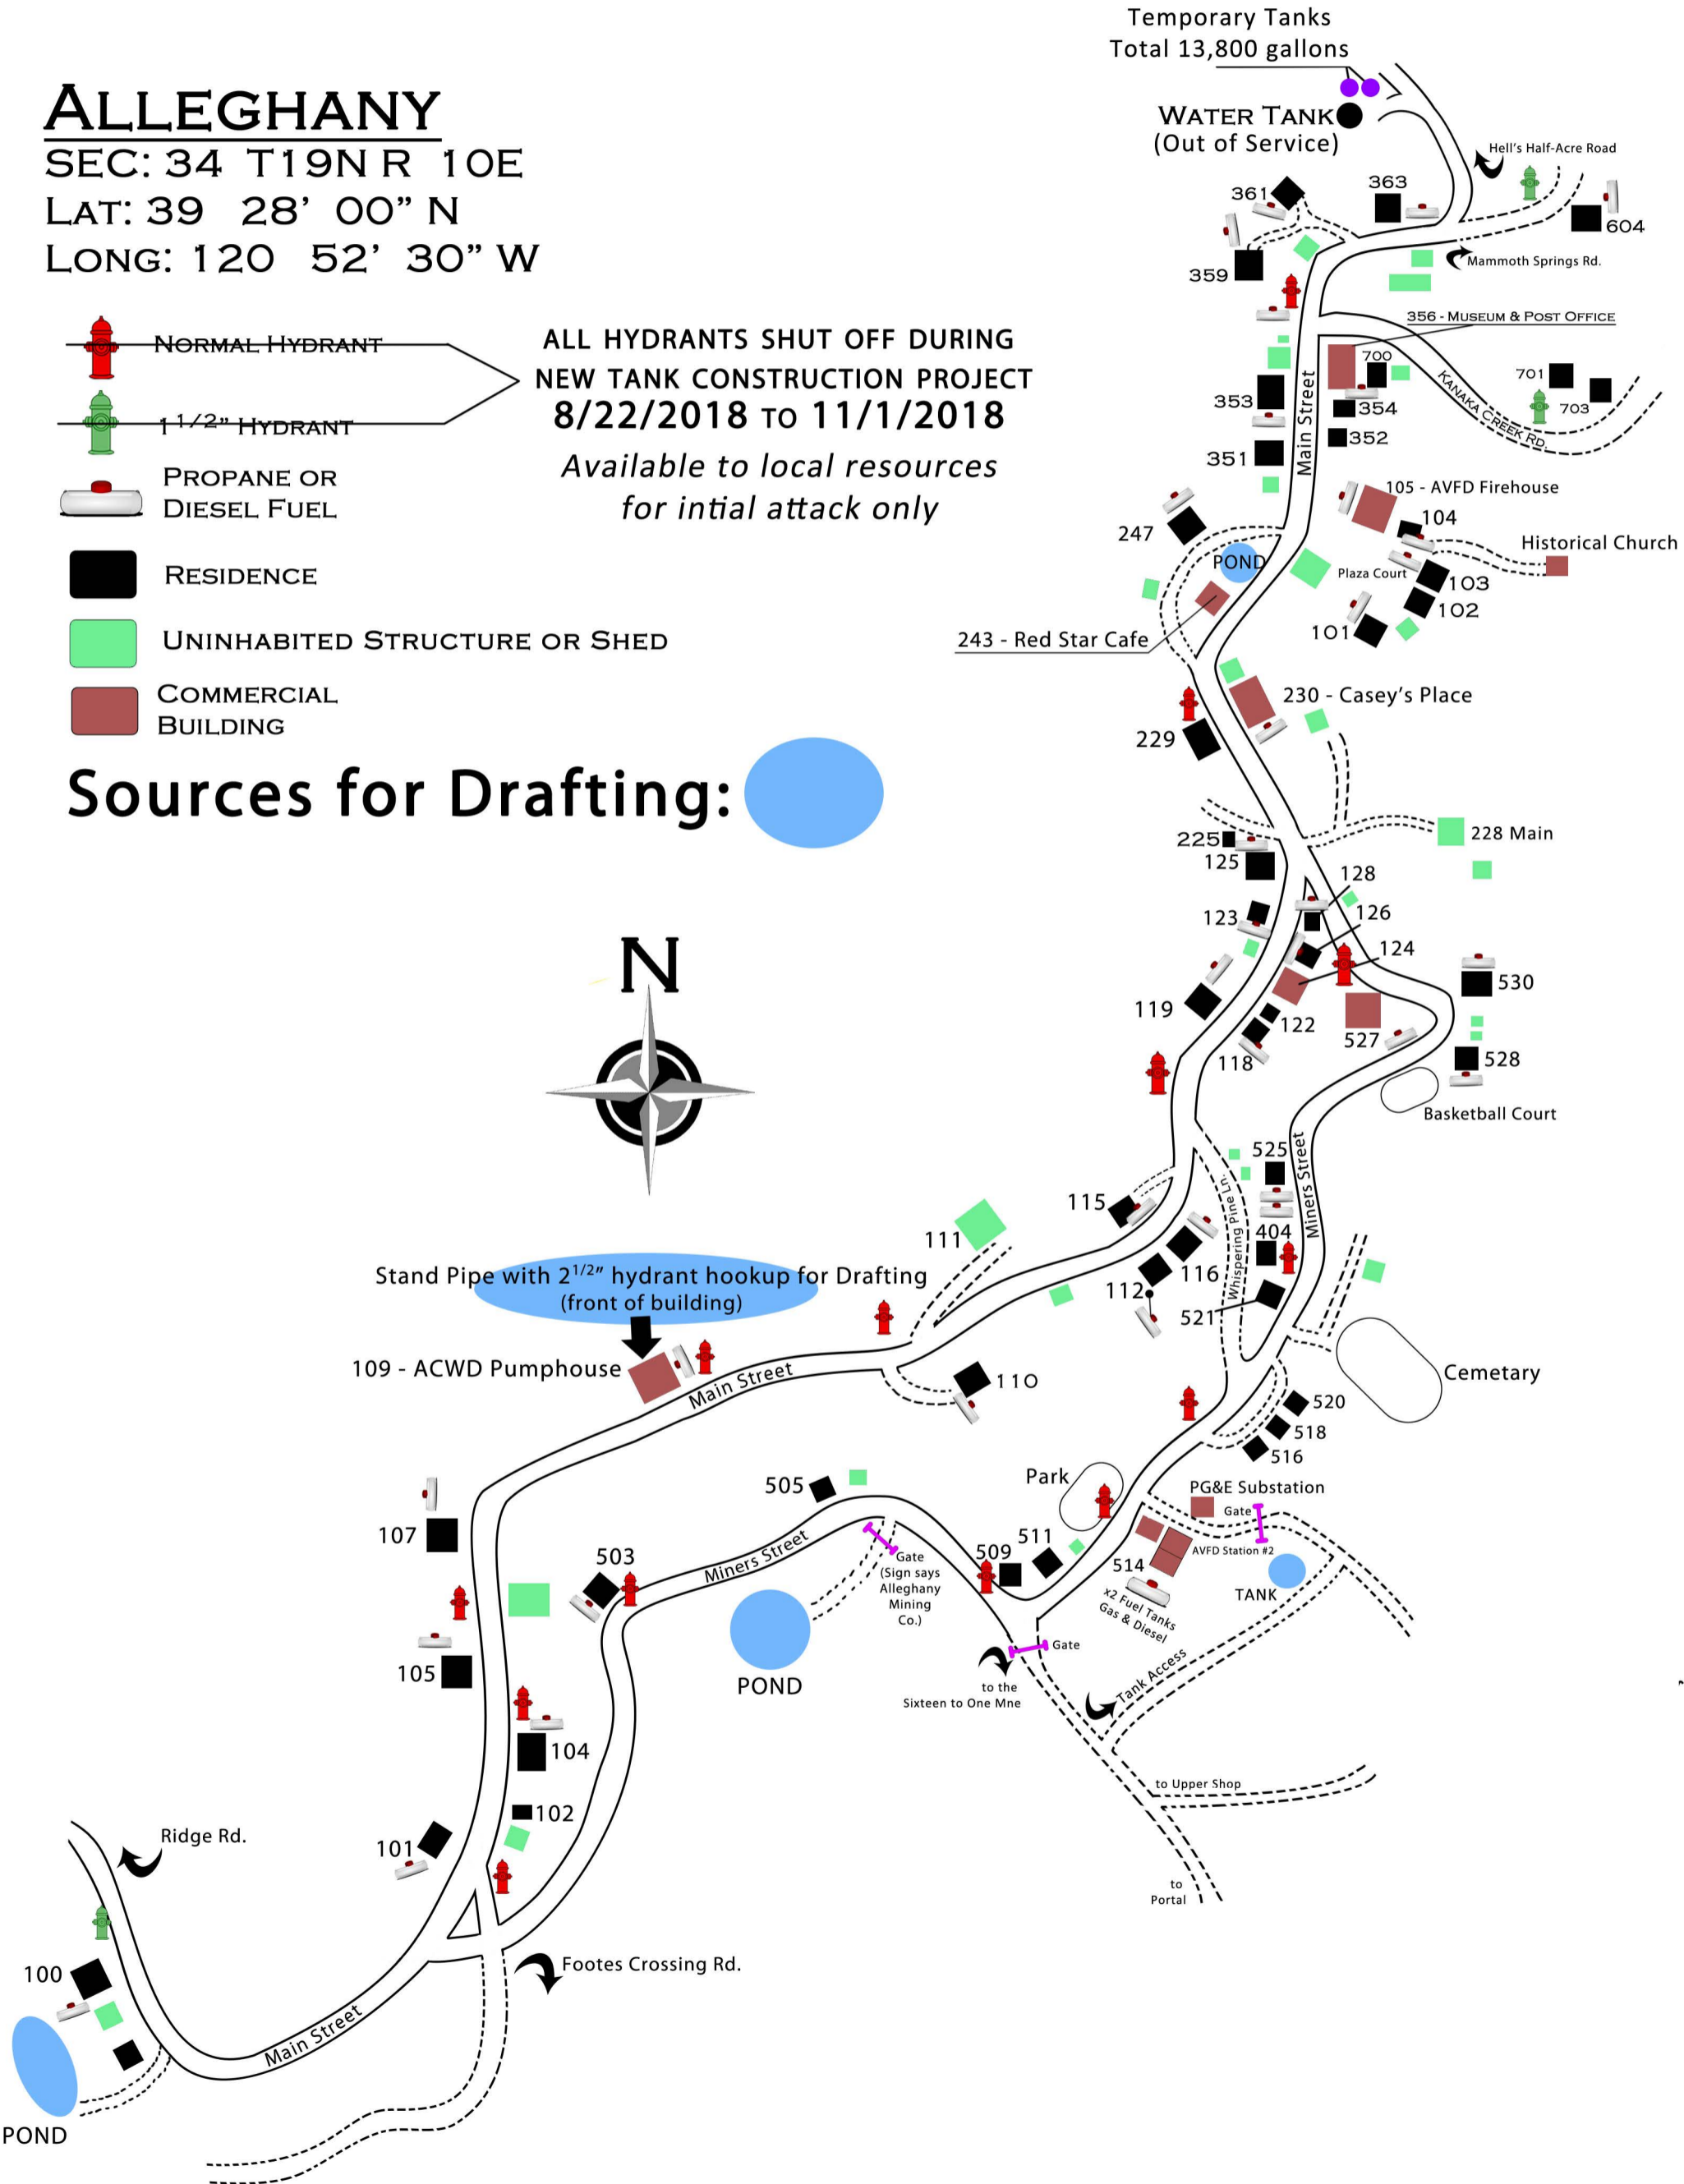 Temporary Tanks
Total 13,800 gallons
WATER TANK
(Out of Service)
ALLEGHANY
SEC: 34 T19N R 10E
LAT: 39 28' 00" N
LONG: 120 52' 30" W
Hell's Half-Acre Road
361
363
604
359
Mammoth Springs Rd.
NORMAL HYDRANT
1 1/2" HYDRANT
PROPANE OR
DIESEL FUEL
RESIDENCE
UNINHABITED STRUCTURE OR SHED
COMMERCIAL
BUILDING
Sources for Drafting:
ALL HYDRANTS SHUT OFF DURING
NEW TANK CONSTRUCTION PROJECT
8/22/2018 TO 11/1/2018
Available to local resources
for intial attack only
356 - MUSEUM & POST OFFICE
700
701
703
353
354
352
351
Main Street
KANAKA CREEK RD.
105 - AVFD Firehouse
104
Historical Church
247
POND
Plaza Court
103
102
101
243 - Red Star Cafe
230 - Casey's Place
229
225
125
228 Main
128
123
126
124
N
119
530
122
527
118
528
Basketball Court
525
Miners Street
115
Whispering Pine Ln.
111
404
116
112
521
Stand Pipe with 2 1/2" hydrant hookup for Drafting
(front of building)
109 - ACWD Pumphouse
Main Street
110
Cemetary
520
518
516
505
Park
PG&E Substation
Gate
107
503
Miners Street
Gate
(Sign says
Alleghany
Mining
Co.)
509
511
514
AVFD Station #2
TANK
x2 Fuel Tanks
Gas & Diesel
105
POND
Gate
to the
Sixteen to One Mne
Tank Access
104
to Upper Shop
102
101
Ridge Rd.
to
Portal
100
Footes Crossing Rd.
Main Street
POND